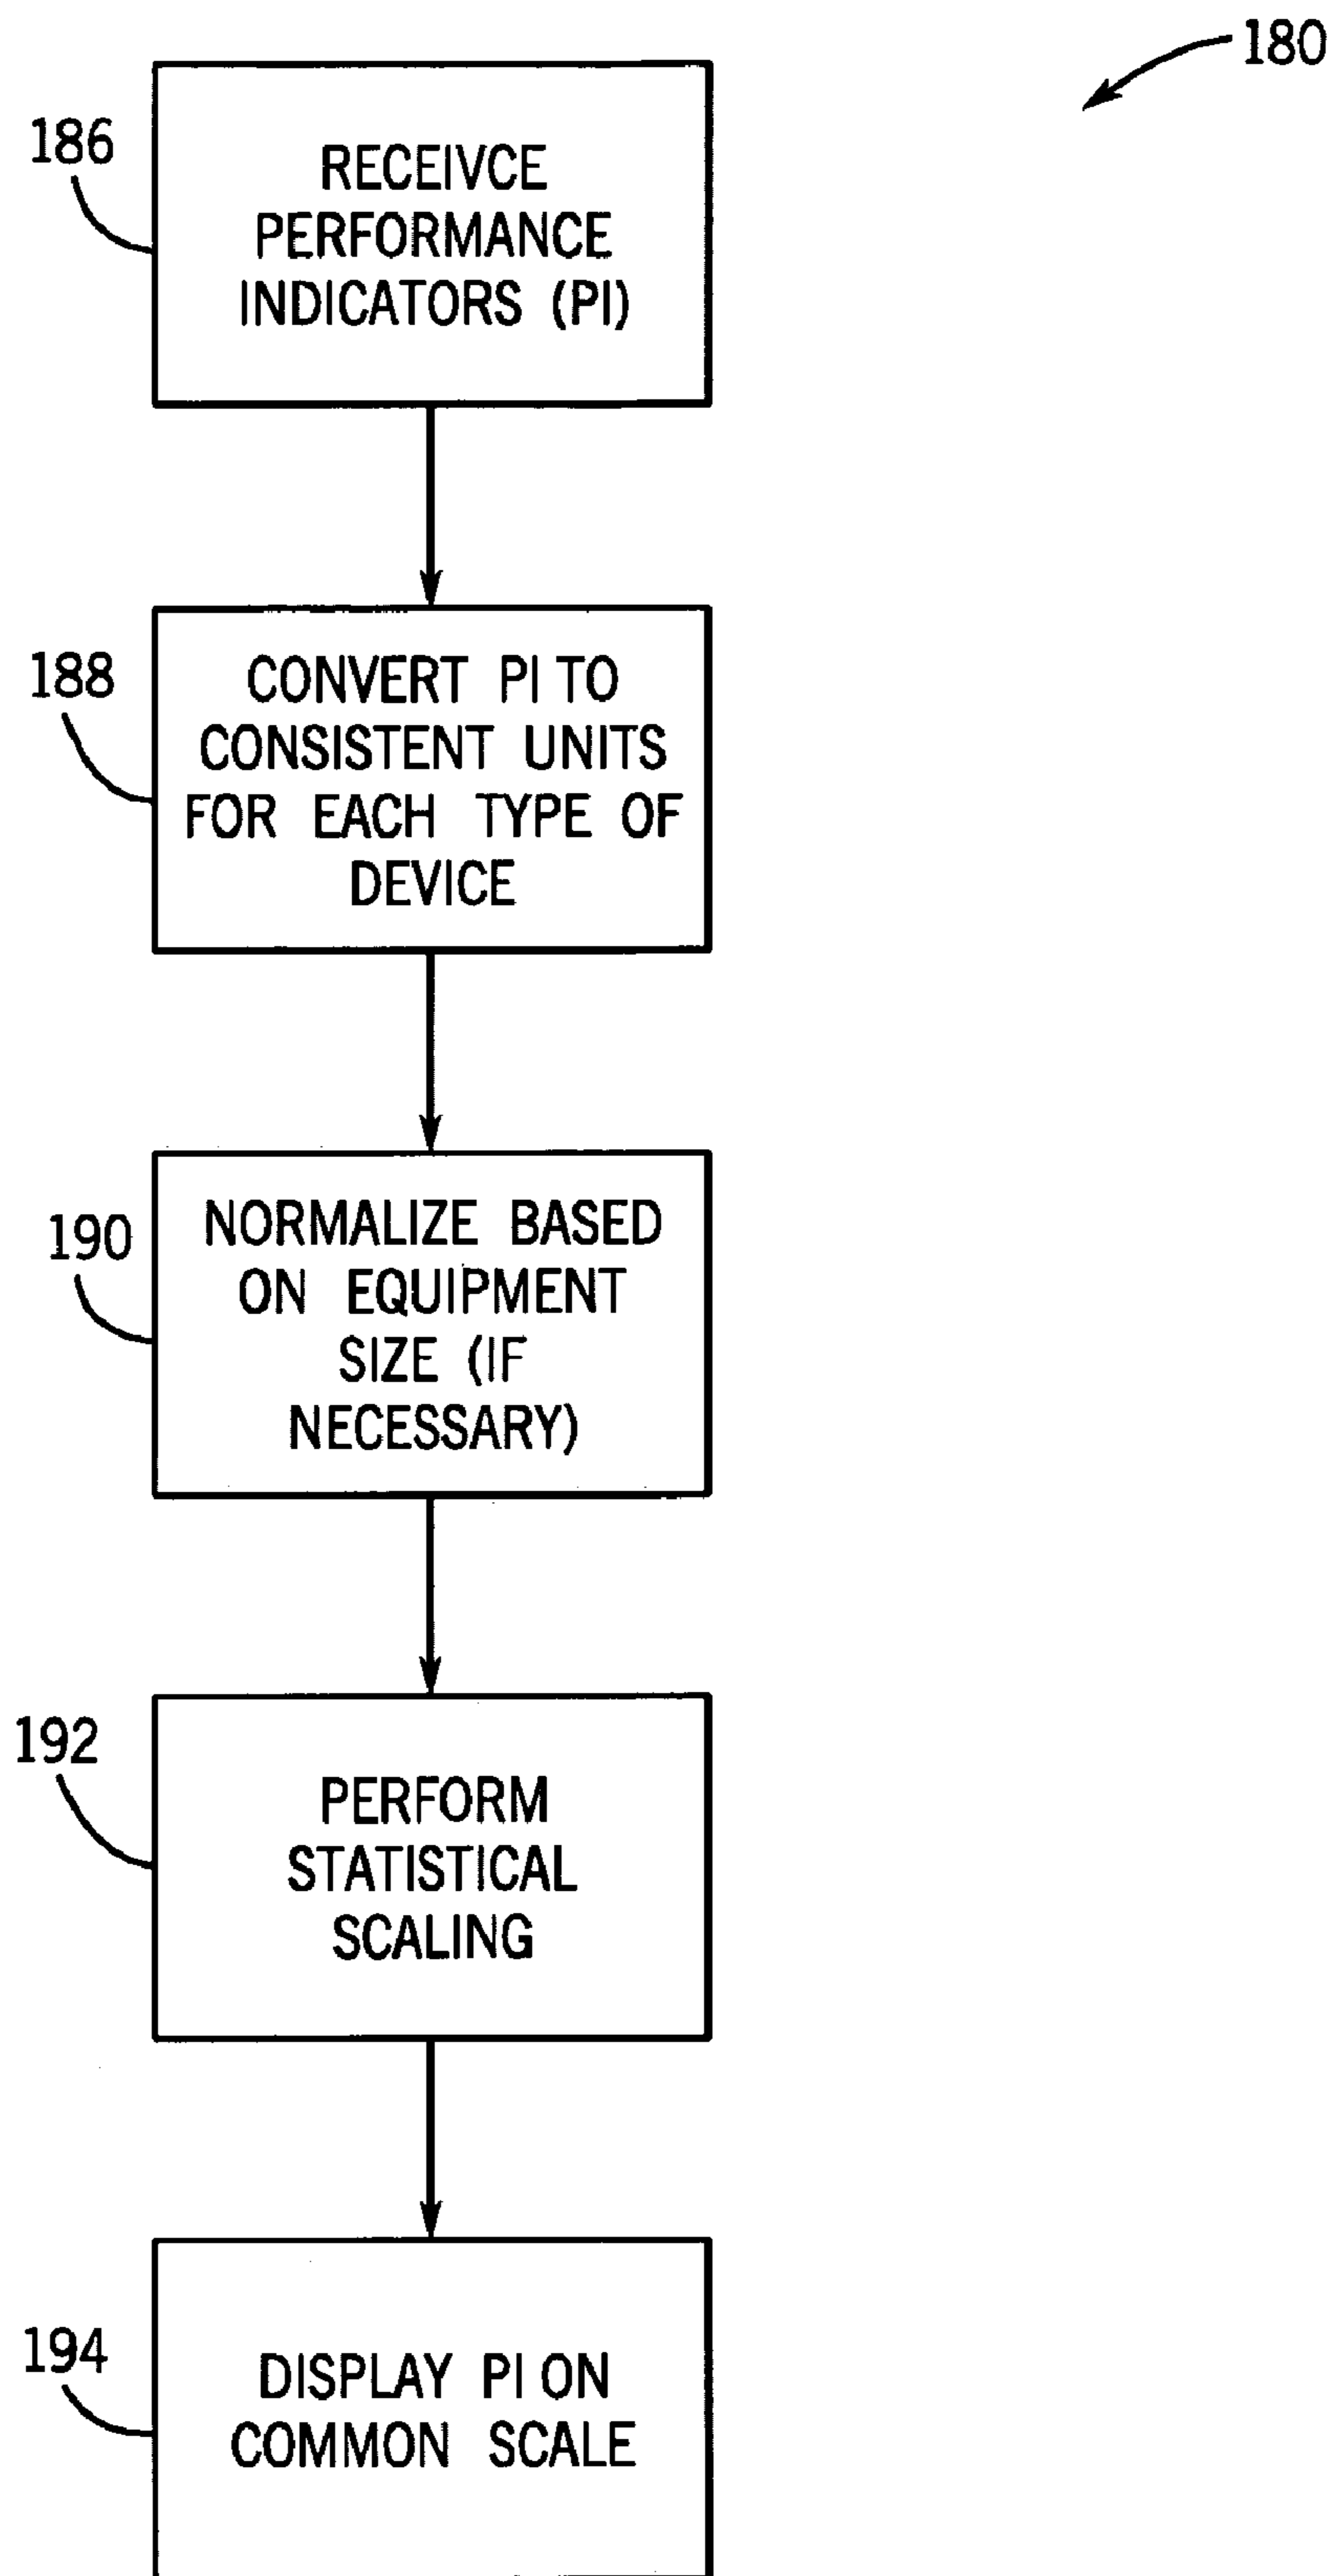 180
186
RECEIVCE
PERFORMANCE
INDICATORS (PI)
188
CONVERT PI TO
CONSISTENT UNITS
FOR EACH TYPE OF
DEVICE
190
NORMALIZE BASED
ON EQUIPMENT
SIZE (IF
NECESSARY)
192
PERFORM
STATISTICAL
SCALING
194
DISPLAY PI ON
COMMON SCALE